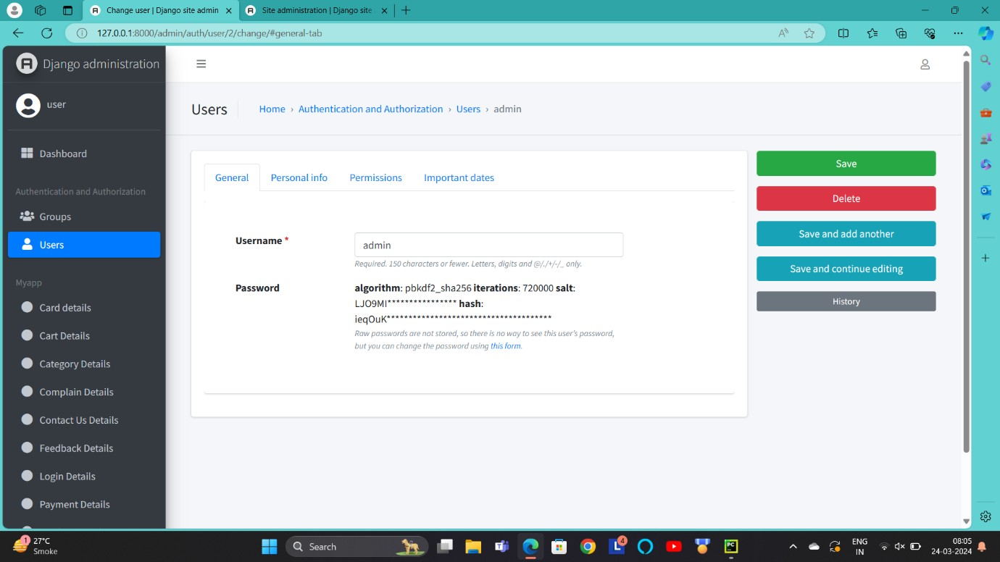 Change user | Django site admin
Site administration | Django site
127.0.0.1:8000/admin/auth/user/2/change/#general-tab
Django administration
user
Dashboard
Authentication and Authorization
Groups
Users
Myapp
Card details
Cart Details
Category Details
Complain Details
Contact Us Details
Feedback Details
Login Details
Payment Details
Users
Home › Authentication and Authorization › Users › admin
General
Personal info
Permissions
Important dates
Username *
admin
Required. 150 characters or fewer. Letters, digits and @/./+/-/_ only.
Password
algorithm: pbkdf2_sha256 iterations: 720000 salt:
LJO9MI**************** hash:
ieqOuK**************************************
Raw passwords are not stored, so there is no way to see this user's password,
but you can change the password using this form.
Save
Delete
Save and add another
Save and continue editing
History
1
27°C
Smoke
Search
4
ENG
IN
08:05
24-03-2024